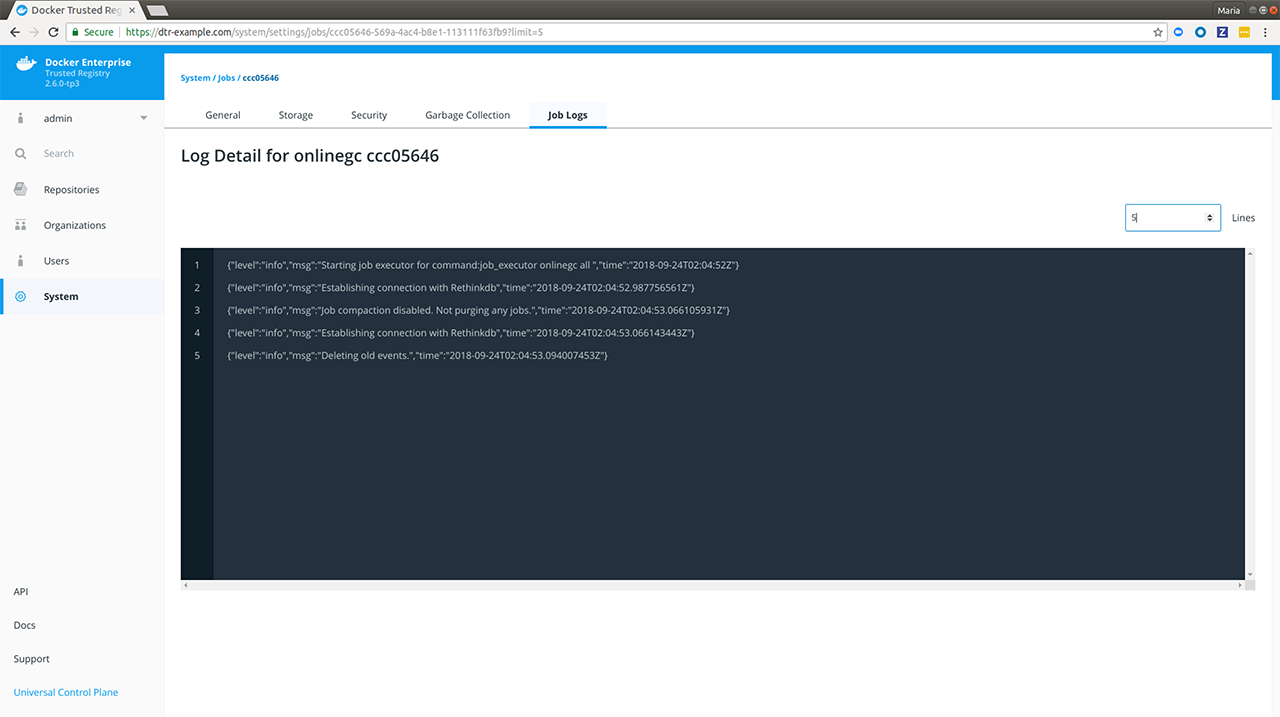 Docker Trusted Reg
Maria
Secure
https://dtr-example.com/system/settings/jobs/ccc05646-569a-4ac4-b8e1-113111f63fb9?limit=5
Z
Docker Enterprise
Trusted Registry
2.6.0-tp3
admin
Search
Repositories
Organizations
Users
System
API
Docs
Support
Universal Control Plane
System / Jobs / ccc05646
General Storage Security Garbage Collection Job Logs
Log Detail for onlinegc ccc05646
5 Lines
1 {"level":"info","msg":"Starting job executor for command:job_executor onlinegc all ","time":"2018-09-24T02:04:52Z"}
2 {"level":"info","msg":"Establishing connection with Rethinkdb","time":"2018-09-24T02:04:52.987756561Z"}
3 {"level":"info","msg":"Job compaction disabled. Not purging any jobs.","time":"2018-09-24T02:04:53.066105931Z"}
4 {"level":"info","msg":"Establishing connection with Rethinkdb","time":"2018-09-24T02:04:53.066143443Z"}
5 {"level":"info","msg":"Deleting old events.","time":"2018-09-24T02:04:53.094007453Z"}